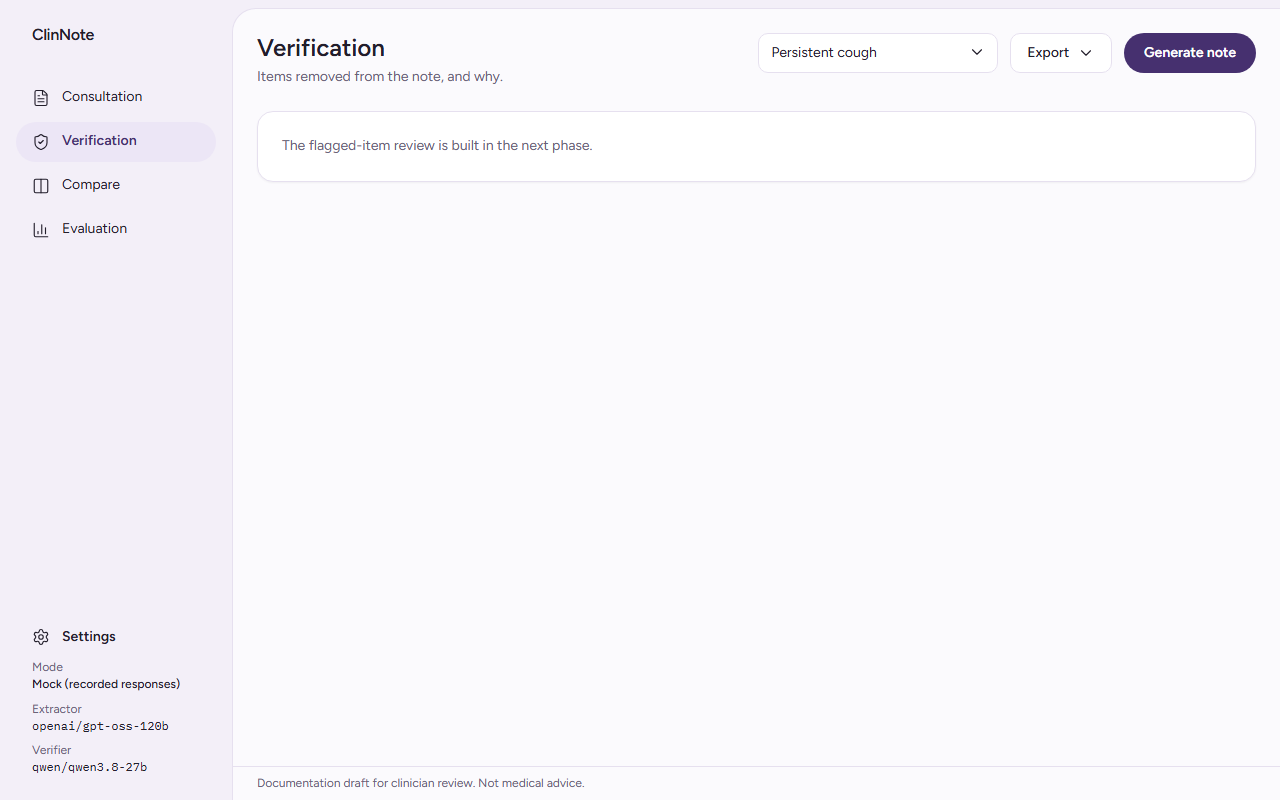 ClinNote
Consultation
Verification
Compare
Evaluation
Settings
Mode
Mock (recorded responses)
Extractor
openai/gpt-oss-120b
Verifier
qwen/qwen3.8-27b
Verification
Items removed from the note, and why.
Persistent cough
Export
Generate note
The flagged-item review is built in the next phase.
Documentation draft for clinician review. Not medical advice.